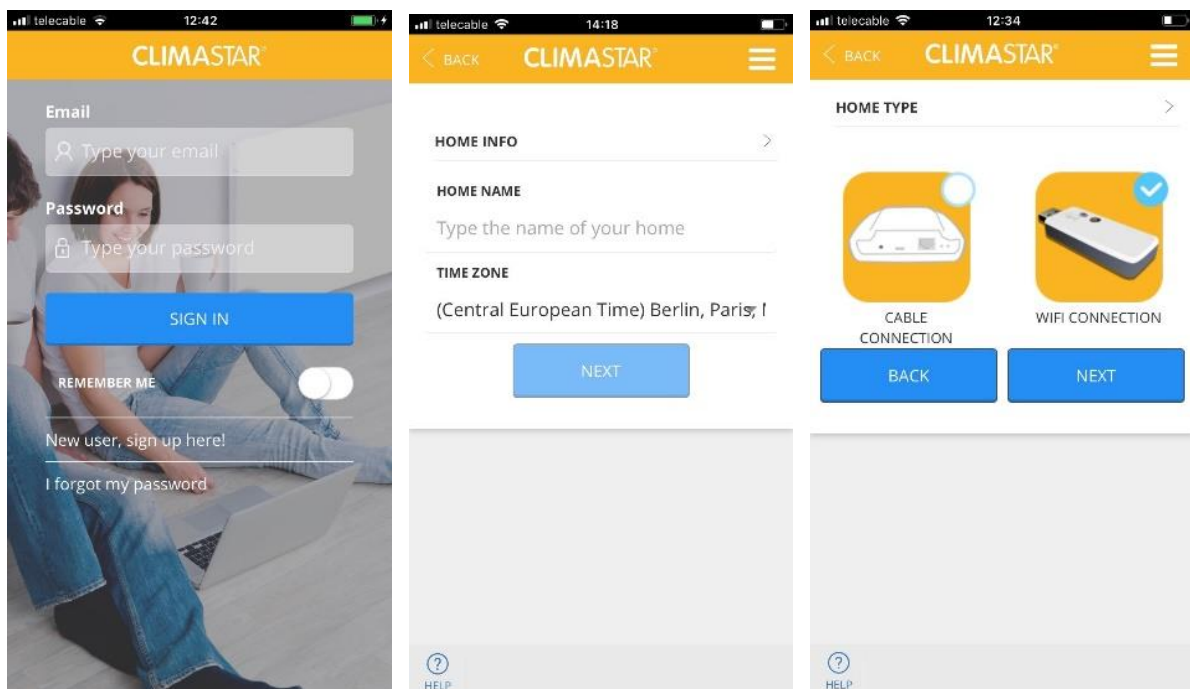 telecable 12:42
CLIMASTAR®
Email
Type your email
Password
Type your password
SIGN IN
REMEMBER ME
New user, sign up here!
I forgot my password
telecable 14:18
BACK CLIMASTAR®
HOME INFO
HOME NAME
Type the name of your home
TIME ZONE
(Central European Time) Berlin, Paris,
NEXT
? HELP
telecable 12:34
BACK CLIMASTAR®
HOME TYPE
CABLE
CONNECTION
WIFI CONNECTION
BACK
NEXT
? HELP